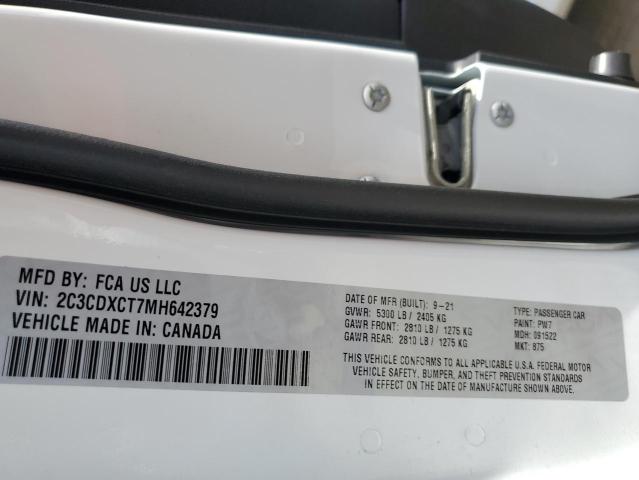 MFD BY: FCA US LLC
VIN: 2C3CDXCT7MH642379
VEHICLE MADE IN: CANADA
DATE OF MFR (BUILT): 9-21
GVWR: 5300 LB / 2405 KG
GAWR FRONT: 2810 LB / 1275 KG
GAWR REAR: 2810 LB / 1275 KG
TYPE: PASSENGER CAR
PAINT: PW7
MDH: 091522
MKT: 875
THIS VEHICLE CONFORMS TO ALL APPLICABLE U.S.A. FEDERAL MOTOR
VEHICLE SAFETY, BUMPER, AND THEFT PREVENTION STANDARDS
IN EFFECT ON THE DATE OF MANUFACTURE SHOWN ABOVE.